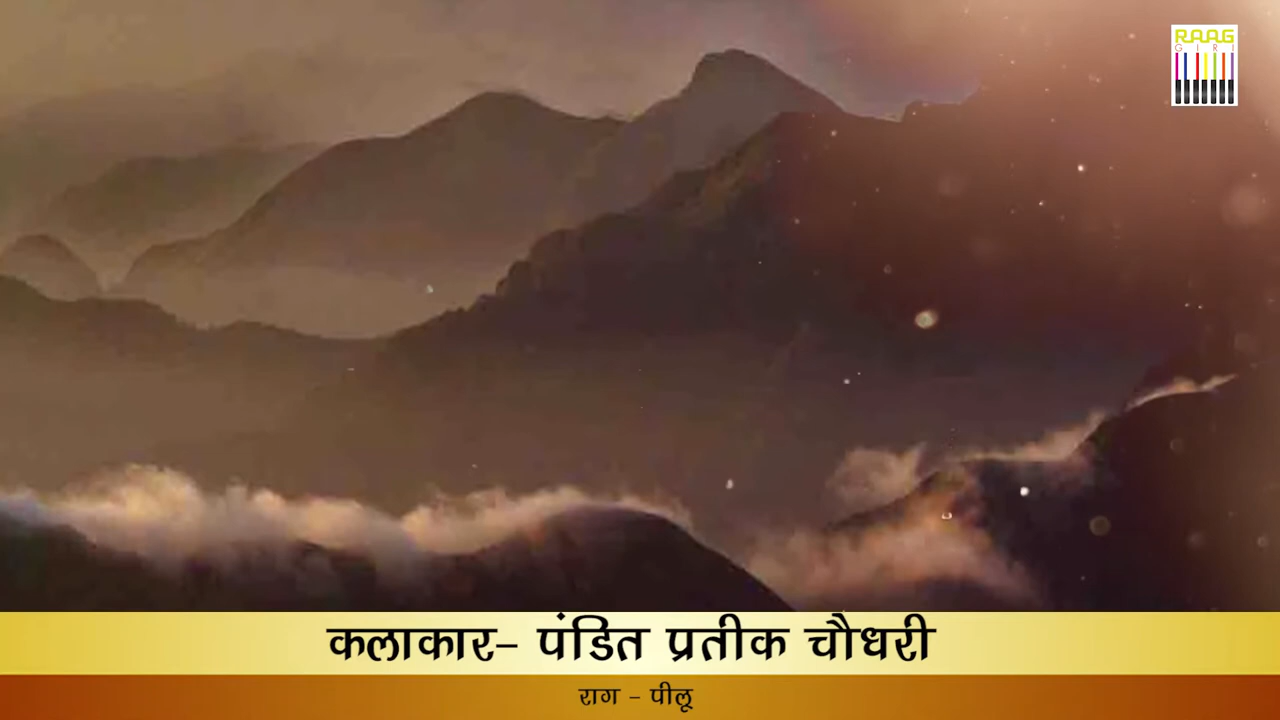 RAAG
GIRI
कलाकार– पंडित प्रतीक चौधरी
राग – पीलू